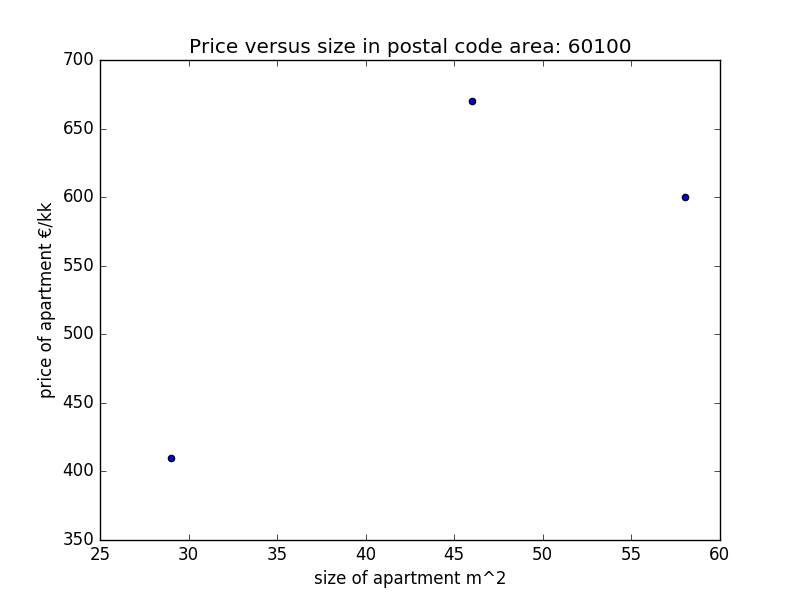 Price versus size in postal code area: 60100
700
650
600
550
500
450
400
350
price of apartment €/kk
25 30 35 40 45 50 55 60
size of apartment m^2